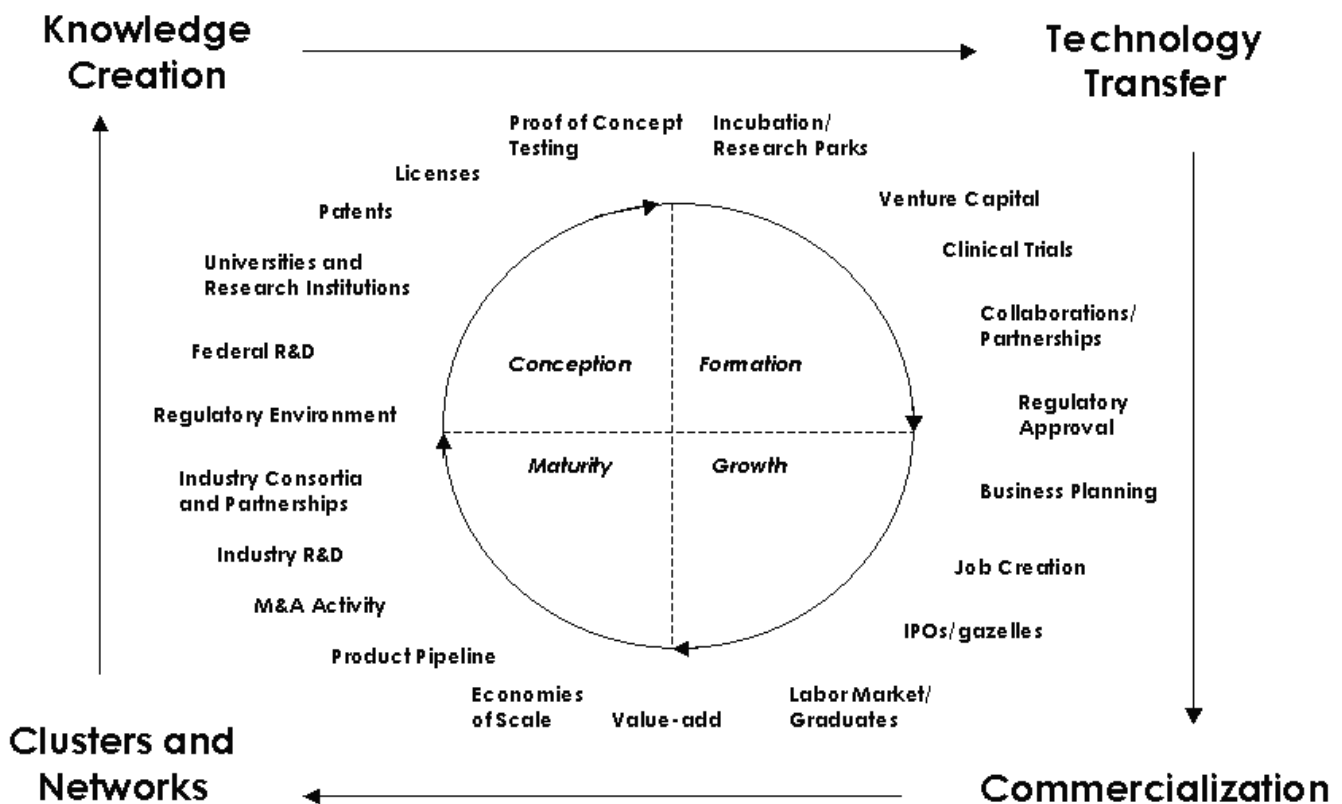 Knowledge
Creation
Technology
Transfer
Proof of Concept
Testing
Incubation/
Research Parks
Licenses
Venture Capital
Patents
Clinical Trials
Universities and
Research Institutions
Collaborations/
Partnerships
Federal R&D
Conception
Formation
Regulatory Environment
Regulatory
Approval
Maturity
Growth
Industry Consortia
and Partnerships
Business Planning
Industry R&D
Job Creation
M&A Activity
IPOs/gazelles
Product Pipeline
Economies
of Scale
Value-add
Labor Market/
Graduates
Clusters and
Networks
Commercialization